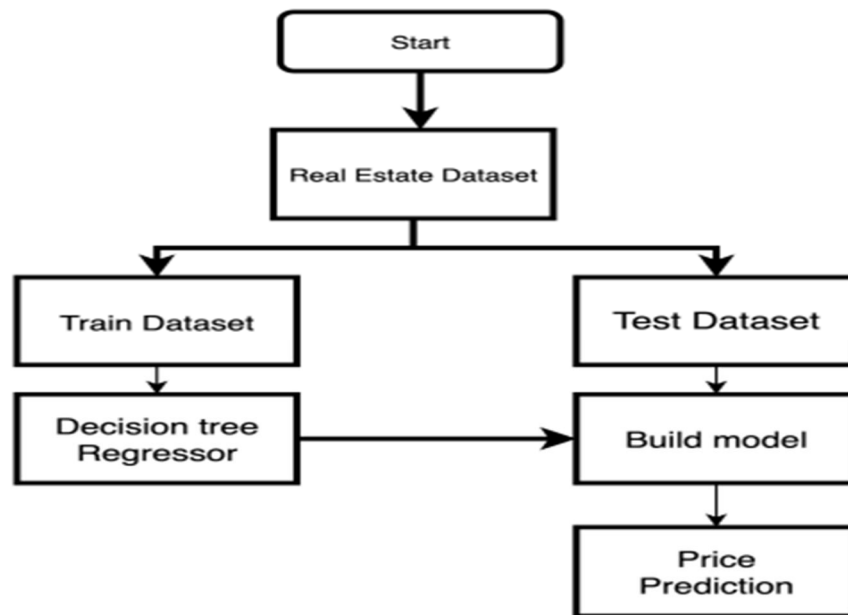 Start
Real Estate Dataset
Train Dataset
Test Dataset
Decision tree
Regressor
Build model
Price
Prediction